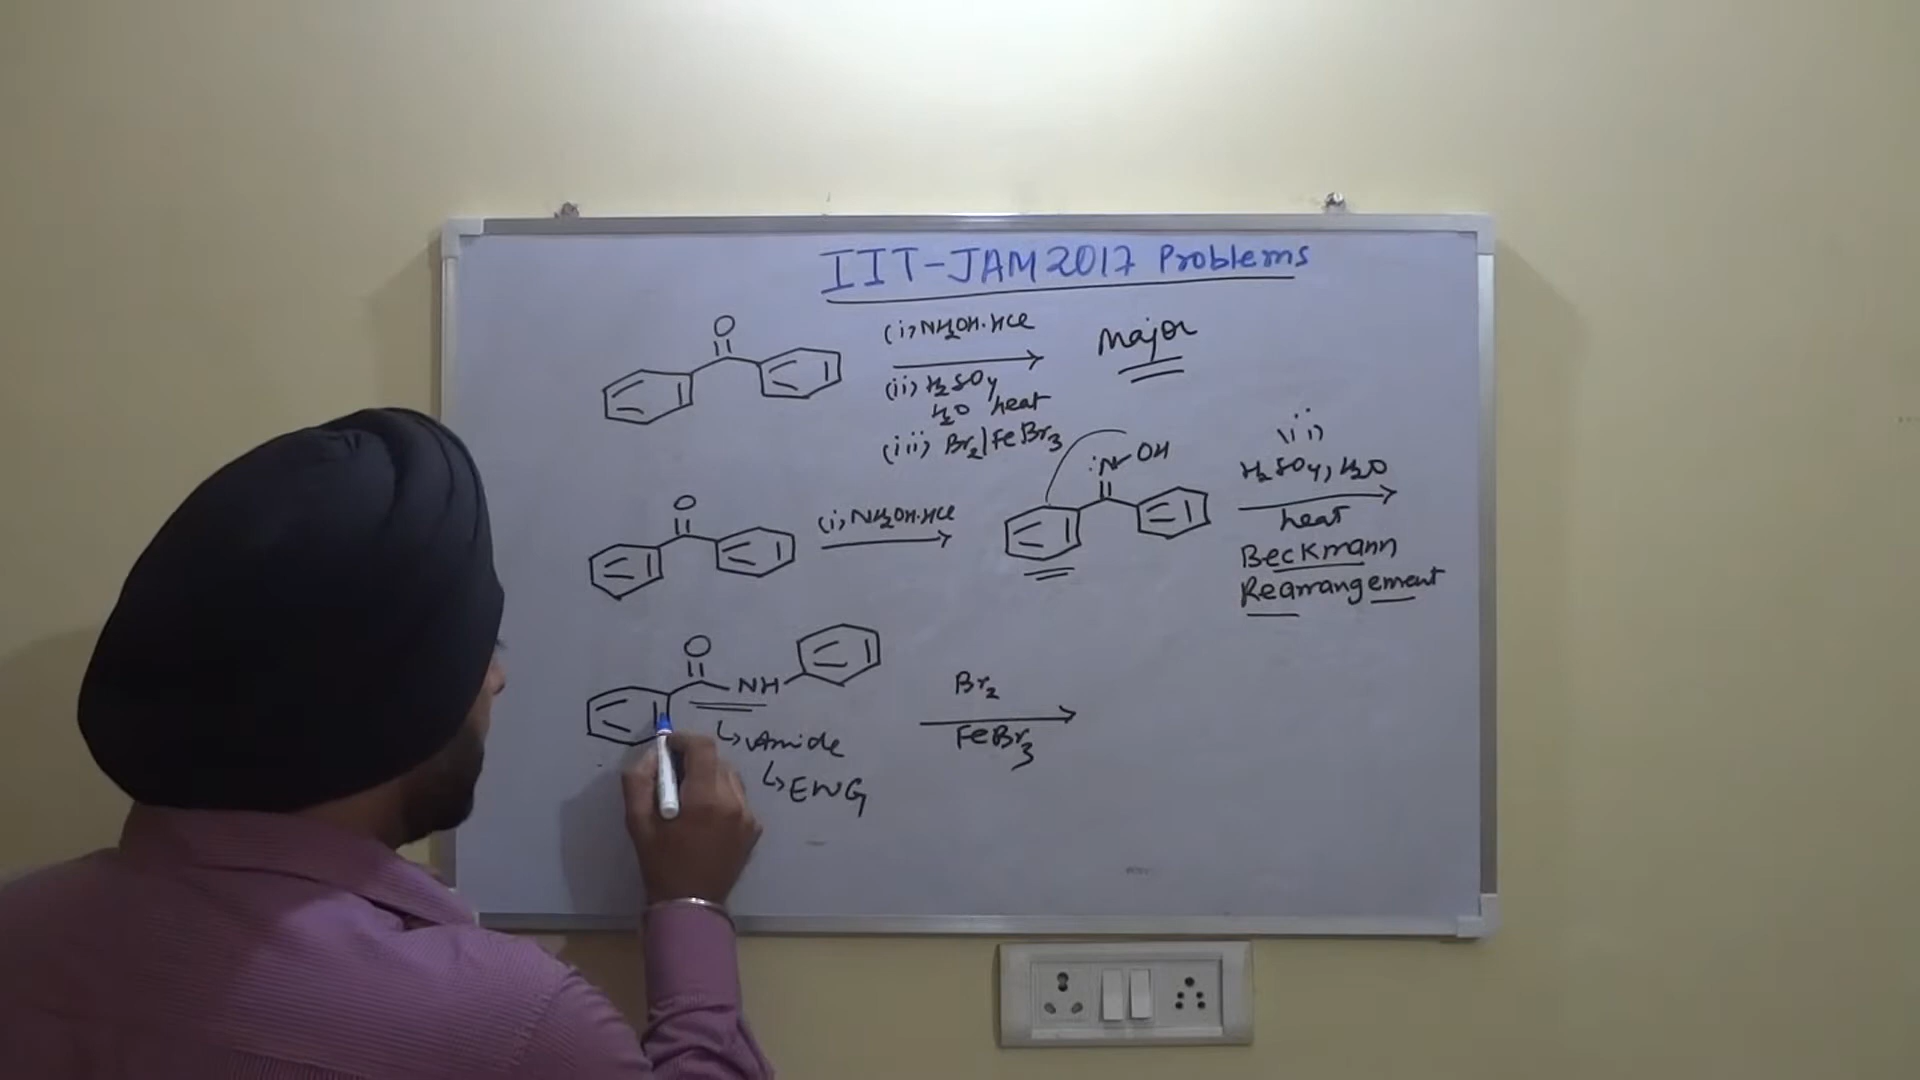 IIT-JAM 2017 Problems
O
(i) NH2OH.HCl
Major
(ii) H2SO4
H2O heat
(iii) Br2/FeBr3
O
(i) NH2OH.HCl
:N OH
(ii)
H2SO4, H2O
heat
Beckmann
Rearrangement
O
NH
Br2
FeBr3
Amide
EWG